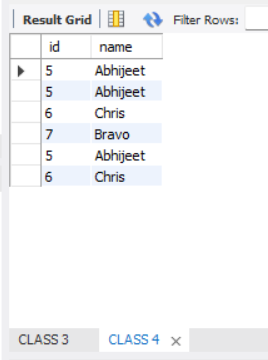 Result Grid Filter Rows:
id name
5 Abhijeet
5 Abhijeet
6 Chris
7 Bravo
5 Abhijeet
6 Chris
CLASS 3 CLASS 4 ×